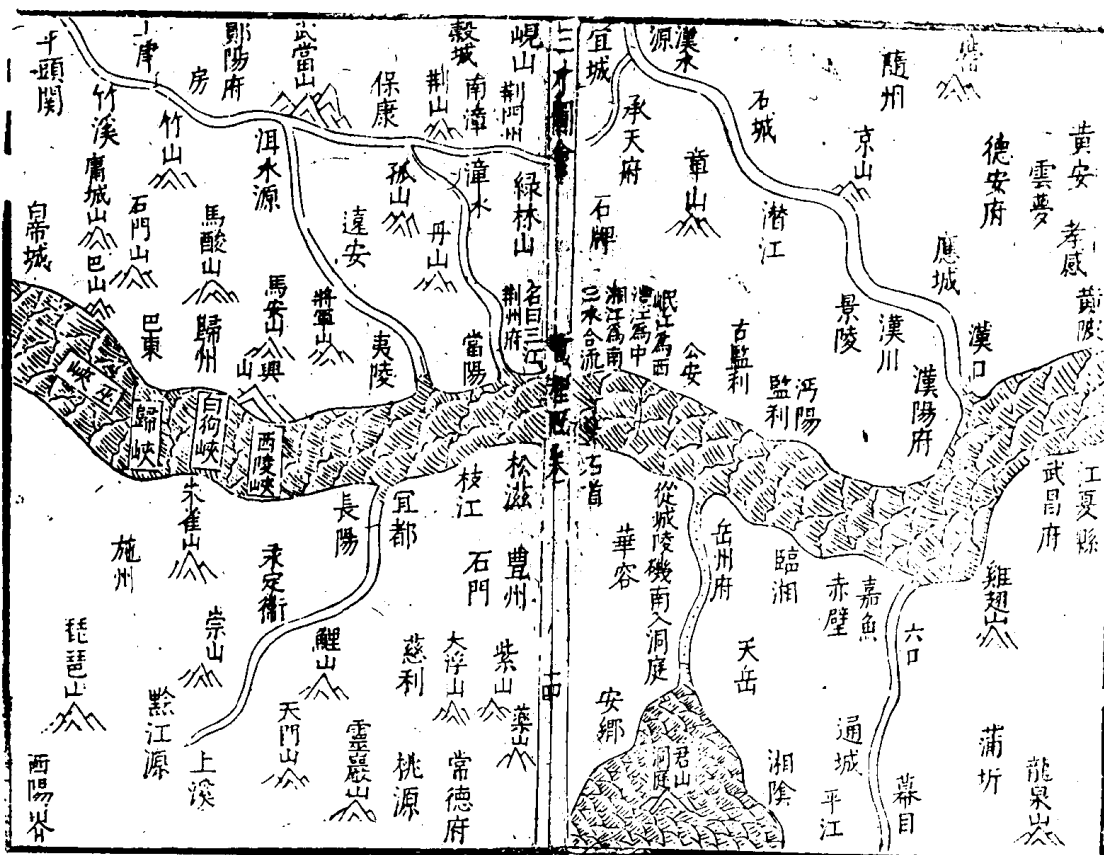 黃安
孝感
黃陂
雲夢
德安府
隨州
應城
漢口
京山
石城
潛江
景陵
漢川
漢陽府
漢水
源
宜城
承天府
章山
石牌
岷江爲西
澧江爲中
湘江爲南
三水合流
名曰三江
公安
古監利
監利
沔陽
江夏縣
武昌府
雞翅山
嘉魚
赤壁
六口
臨湘
岳州府
從城陵磯南入洞庭
華容
天岳
安鄉
君山
洞庭
湘陰
通城
平江
幕目
蒲圻
龍泉山
三才圖會
十四
峴山
荆門州
穀城
南漳
荆山
保康
武當山
鄖陽府
房
平頭関
竹溪
竹山
洱水源
孤山
漳水
綠林山
遠安
丹山
荆州府
當陽
夷陵
將軍山
馬安山
興山
馬酸山
歸州
石門山
巴東
庸城山
巴山
白帝城
歸峽
白狗峽
西陵峽
松滋
枝江
宜都
長陽
朱雀山
施州
豊州
石門
永定衛
崇山
琵琶山
紫山
藥山
大浮山
慈利
鯉山
天門山
靈巖山
桃源
常德府
黔江源
上溪
酉陽